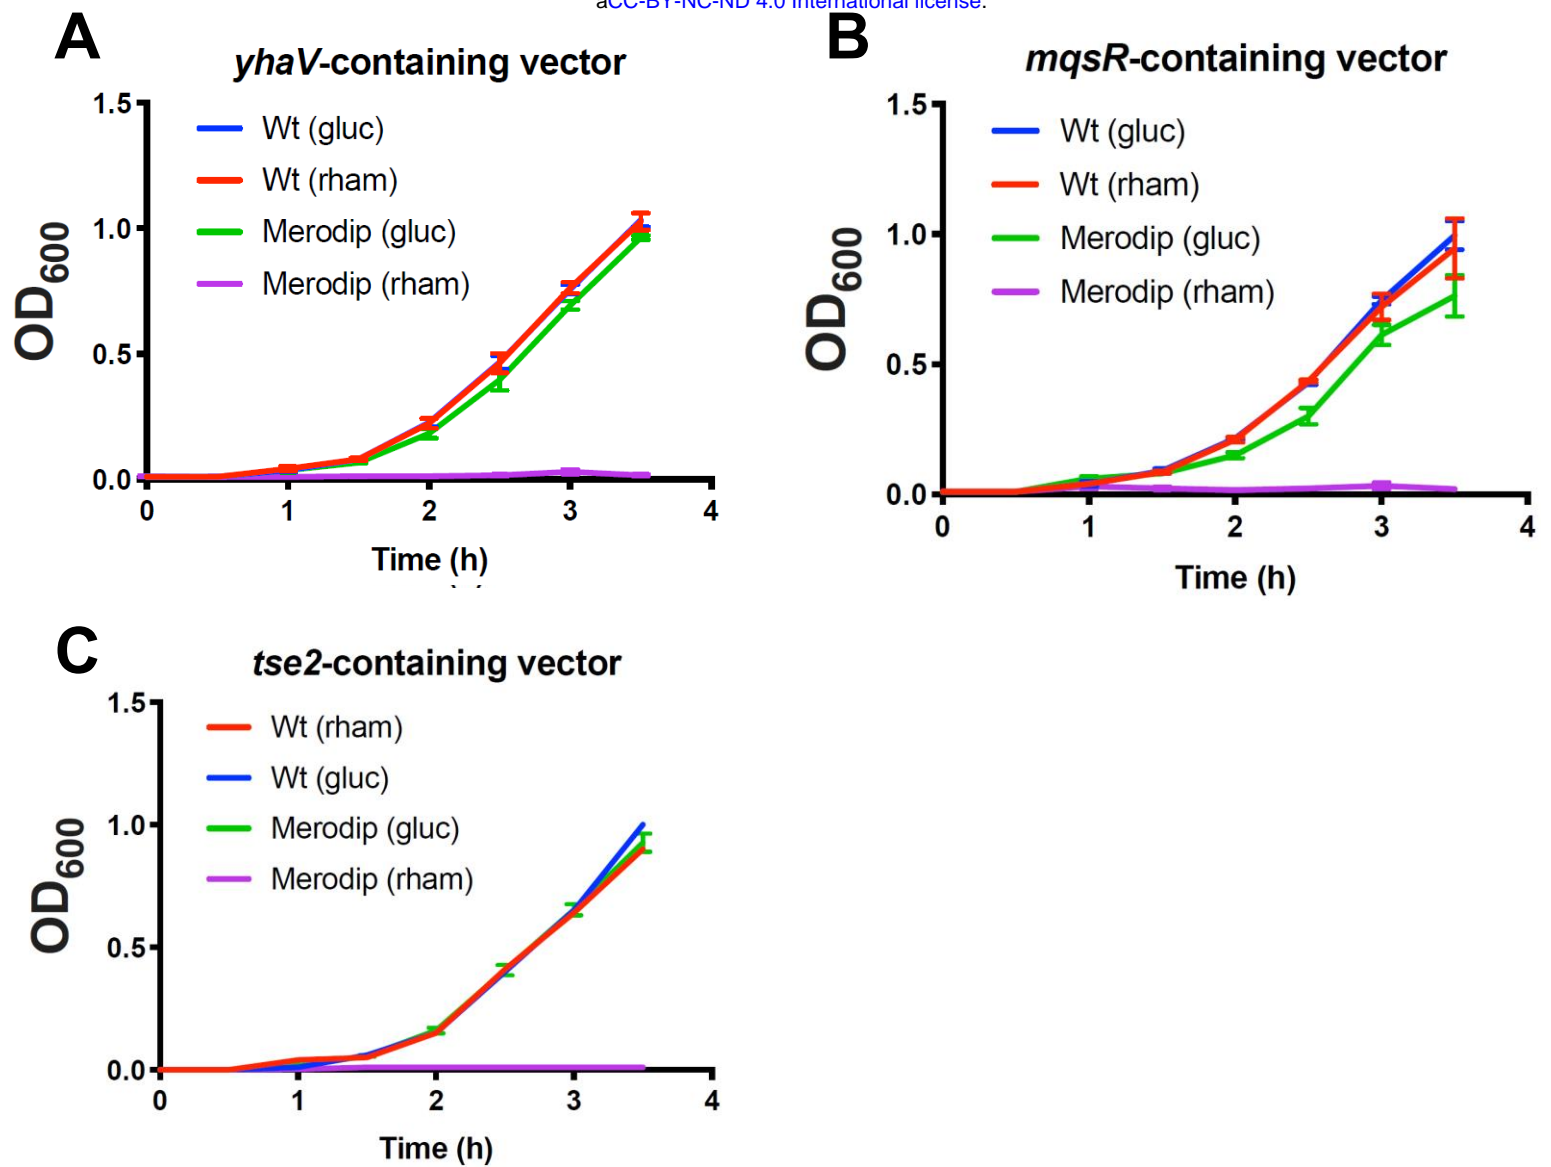 aCC-BY-NC-ND 4.0 International license.
A
yhaV-containing vector
1.5
1.0
0.5
0.0
OD600
Wt (gluc)
Wt (rham)
Merodip (gluc)
Merodip (rham)
0 1 2 3 4
Time (h)
B
mqsR-containing vector
1.5
1.0
0.5
0.0
OD600
Wt (gluc)
Wt (rham)
Merodip (gluc)
Merodip (rham)
0 1 2 3 4
Time (h)
C
tse2-containing vector
1.5
1.0
0.5
0.0
OD600
Wt (rham)
Wt (gluc)
Merodip (gluc)
Merodip (rham)
0 1 2 3 4
Time (h)